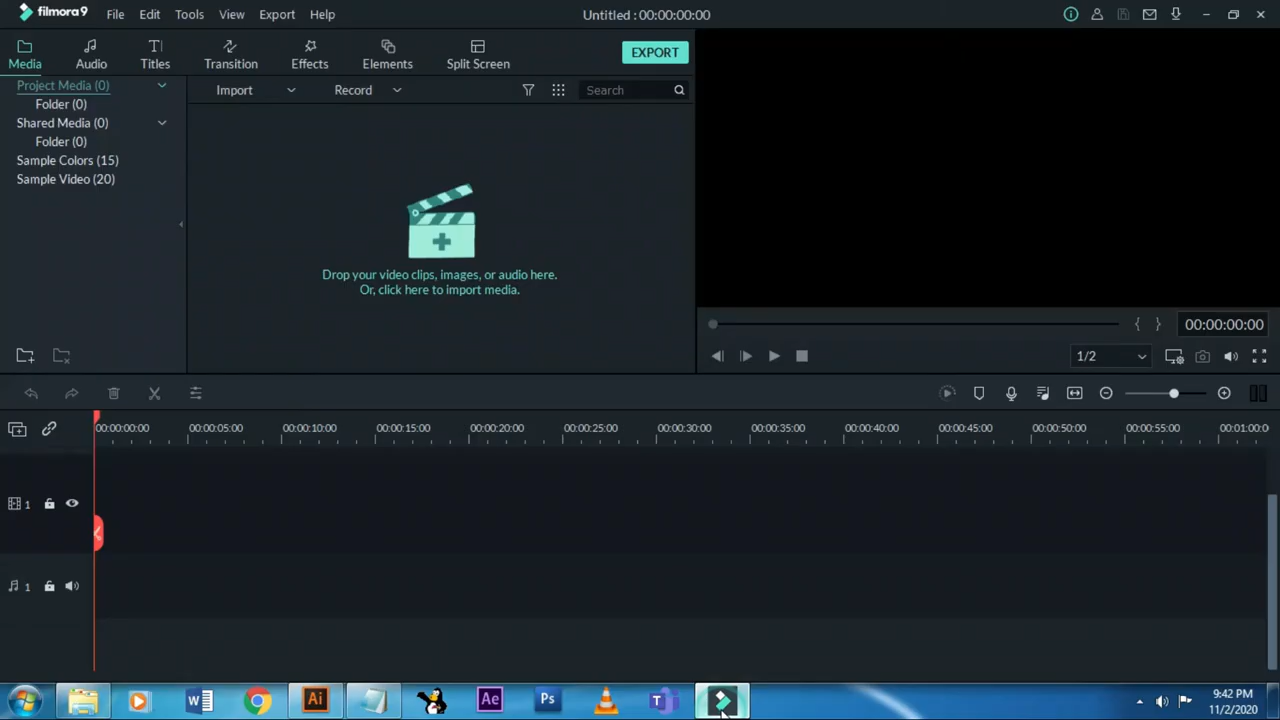 filmora9 File Edit Tools View Export Help Untitled : 00:00:00:00
Media Audio Titles Transition Effects Elements Split Screen EXPORT
Project Media (0)
Folder (0)
Shared Media (0)
Folder (0)
Sample Colors (15)
Sample Video (20)
Import Record Search
Drop your video clips, images, or audio here.
Or, click here to import media.
{ } 00:00:00:00
1/2
00:00:00:00 00:00:05:00 00:00:10:00 00:00:15:00 00:00:20:00 00:00:25:00 00:00:30:00 00:00:35:00 00:00:40:00 00:00:45:00 00:00:50:00 00:00:55:00 00:01:00:0
1
1
W Ai Ae Ps T
9:42 PM
11/2/2020